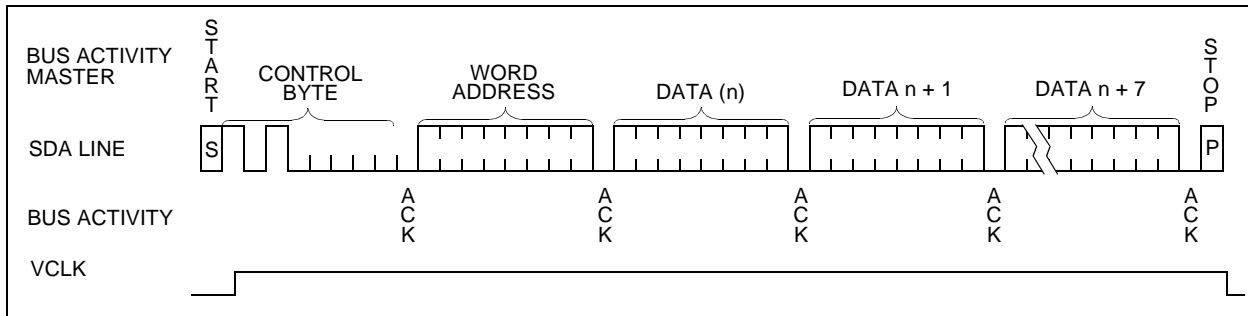 BUS ACTIVITY
MASTER
START
CONTROL
BYTE
WORD
ADDRESS
DATA (n)
DATA n + 1
DATA n + 7
STOP
SDA LINE
S
P
BUS ACTIVITY
ACK
ACK
ACK
ACK
ACK
VCLK